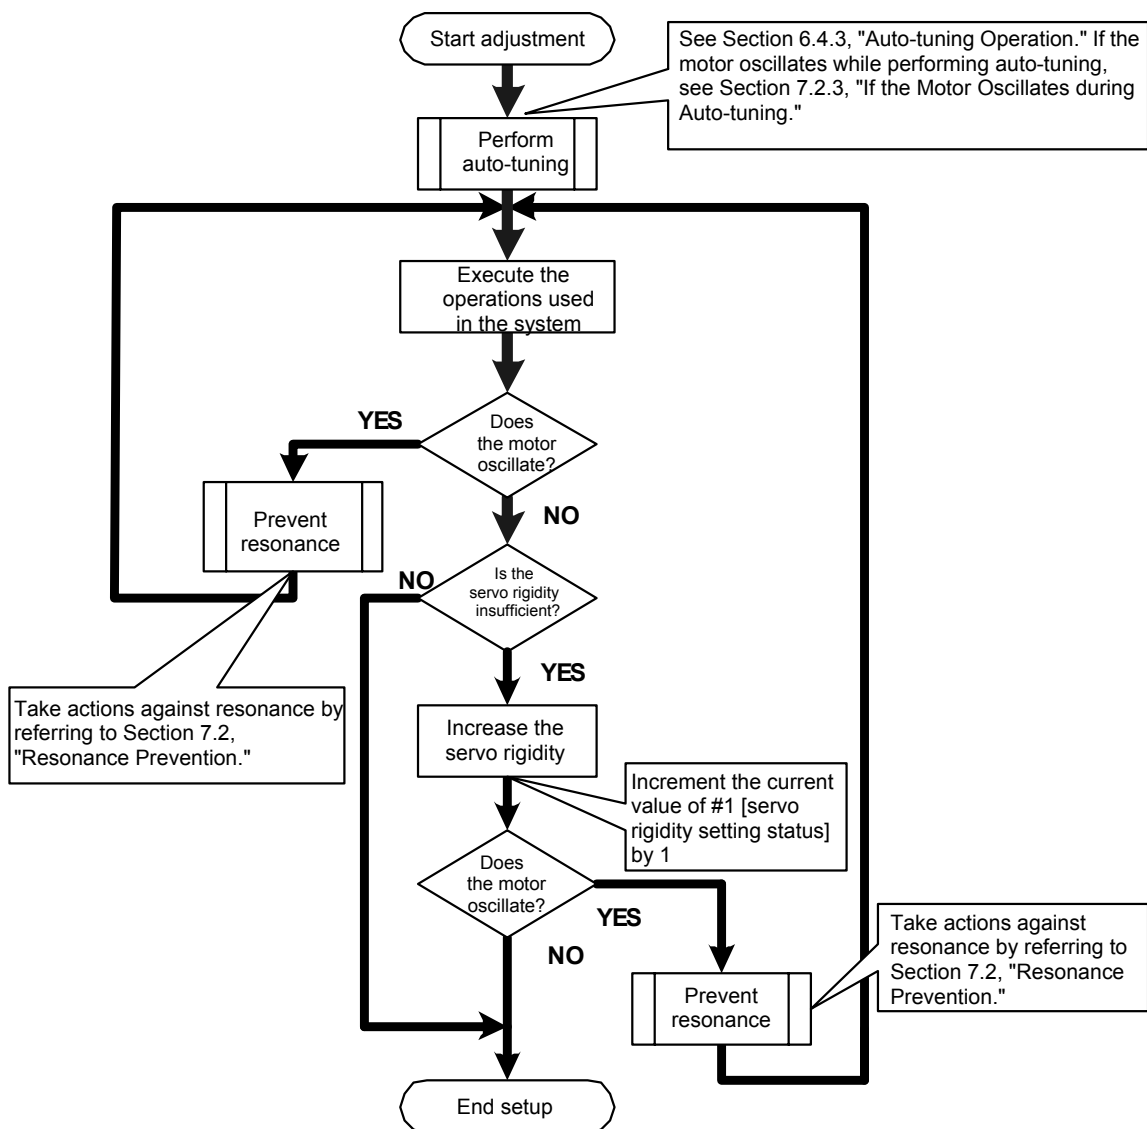 Start adjustment
See Section 6.4.3, "Auto-tuning Operation." If the
motor oscillates while performing auto-tuning,
see Section 7.2.3, "If the Motor Oscillates during
Auto-tuning."
Perform
auto-tuning
Execute the
operations used
in the system
YES
Does
the motor
oscillate?
NO
Prevent
resonance
NO
Is the
servo rigidity
insufficient?
YES
Take actions against resonance by
referring to Section 7.2,
"Resonance Prevention."
Increase the
servo rigidity
Increment the current
value of #1 [servo
rigidity setting status]
by 1
Does
the motor
oscillate?
YES
NO
Take actions against
resonance by referring to
Section 7.2, "Resonance
Prevention."
Prevent
resonance
End setup